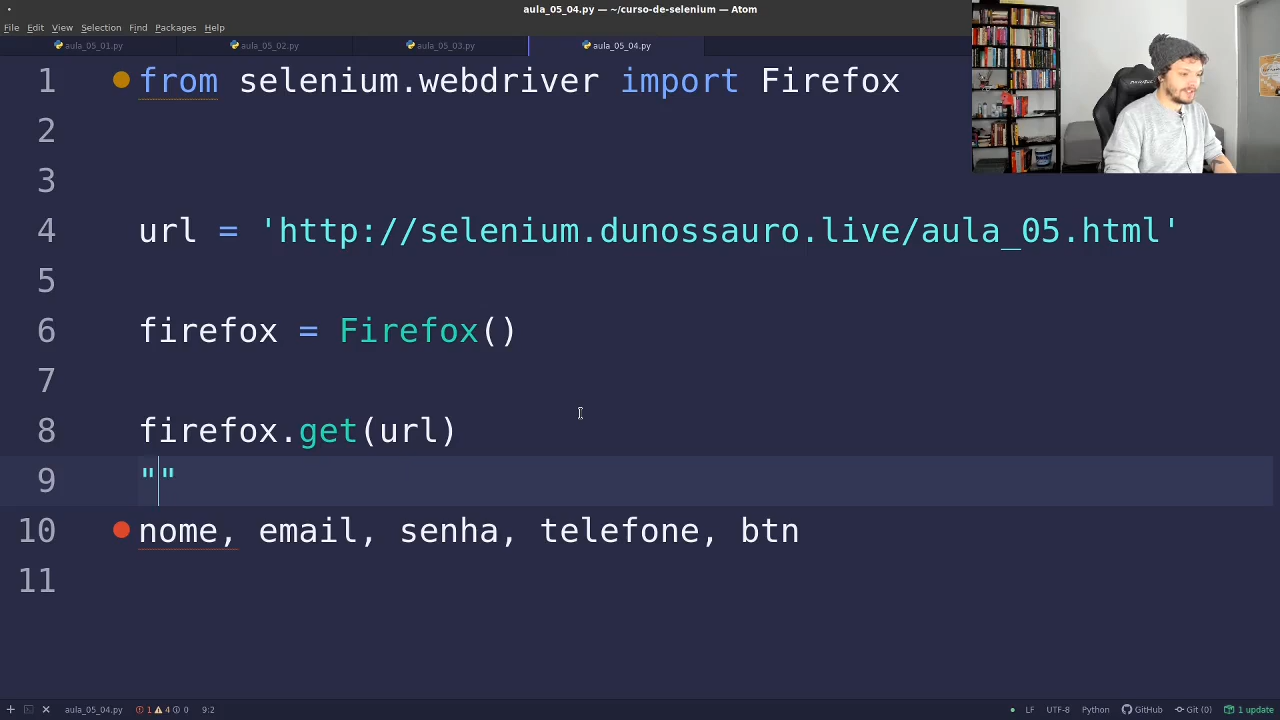 aula_05_04.py — ~/curso-de-selenium — Atom
File Edit View Selection Find Packages Help
aula_05_01.py aula_05_02.py aula_05_03.py aula_05_04.py
1 from selenium.webdriver import Firefox
2
3
4 url = 'http://selenium.dunossauro.live/aula_05.html'
5
6 firefox = Firefox()
7
8 firefox.get(url)
9 ""
10 nome, email, senha, telefone, btn
11
aula_05_04.py 1 4 0 9:2 LF UTF-8 Python GitHub Git (0) 1 update